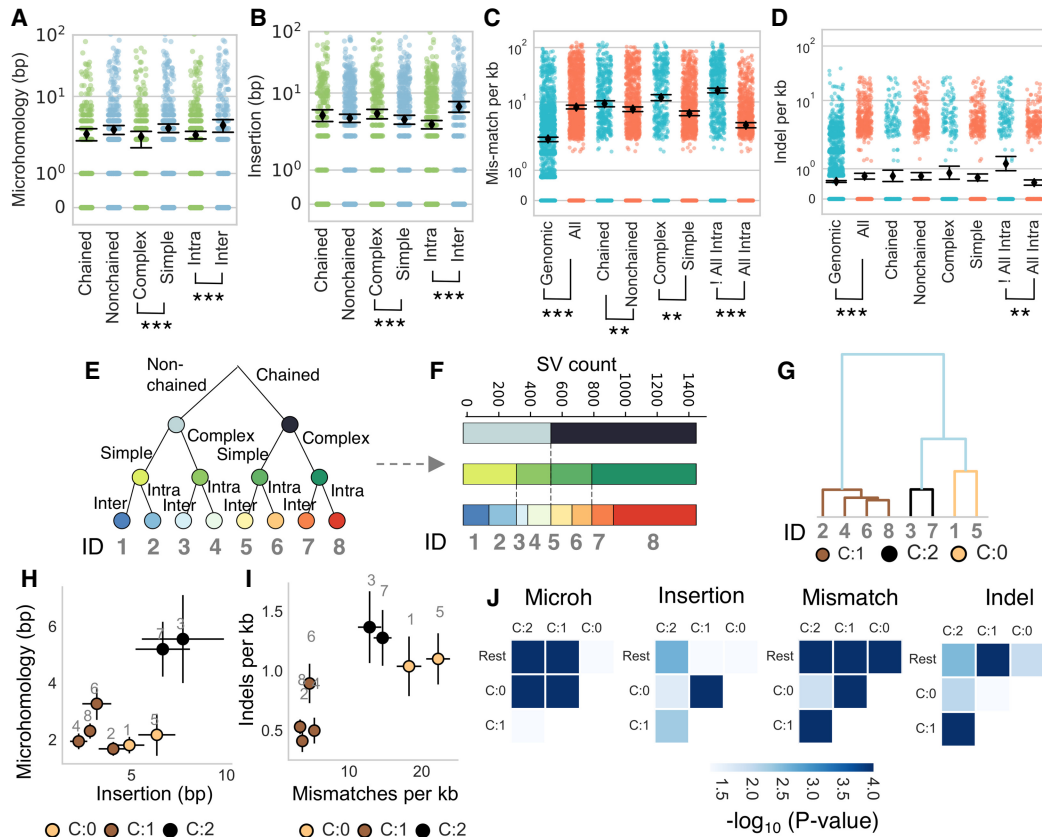 A
Microhomology (bp)
10²
10¹
10⁰
0
Chained
Nonchained
Complex
Simple
Intra
Inter
***
***
B
Insertion (bp)
10²
10¹
10⁰
0
Chained
Nonchained
Complex
Simple
Intra
Inter
***
***
C
Mis-match per kb
10²
10¹
10⁰
0
Genomic
All
Chained
Nonchained
Complex
Simple
! All Intra
All Intra
***
**
**
***
D
Indel per kb
10²
10¹
10⁰
0
Genomic
All
Chained
Nonchained
Complex
Simple
! All Intra
All Intra
***
**
E
Non-
chained
Chained
Simple
Complex
Simple
Complex
Inter
Intra
Inter
Intra
Inter
Intra
Inter
Intra
ID 1 2 3 4 5 6 7 8
F
SV count
0 200 400 600 800 1000 1200 1400
ID 1 2 3 4 5 6 7 8
G
ID 2 4 6 8 3 7 1 5
C:1 C:2 C:0
H
Microhomology (bp)
6
4
2
7 3
6
8
4 2 1 5
5 10
Insertion (bp)
C:0 C:1 C:2
I
Indels per kb
1.5
1.0
0.5
3
7
1 5
6
8 4
2
10 20
Mismatches per kb
C:0 C:1 C:2
J
Microh
C:2 C:1 C:0
Rest
C:0
C:1
Insertion
C:2 C:1 C:0
Rest
C:0
C:1
Mismatch
C:2 C:1 C:0
Rest
C:0
C:1
Indel
C:2 C:1 C:0
Rest
C:0
C:1
1.5 2.0 2.5 3.0 3.5 4.0
-log₁₀ (P-value)